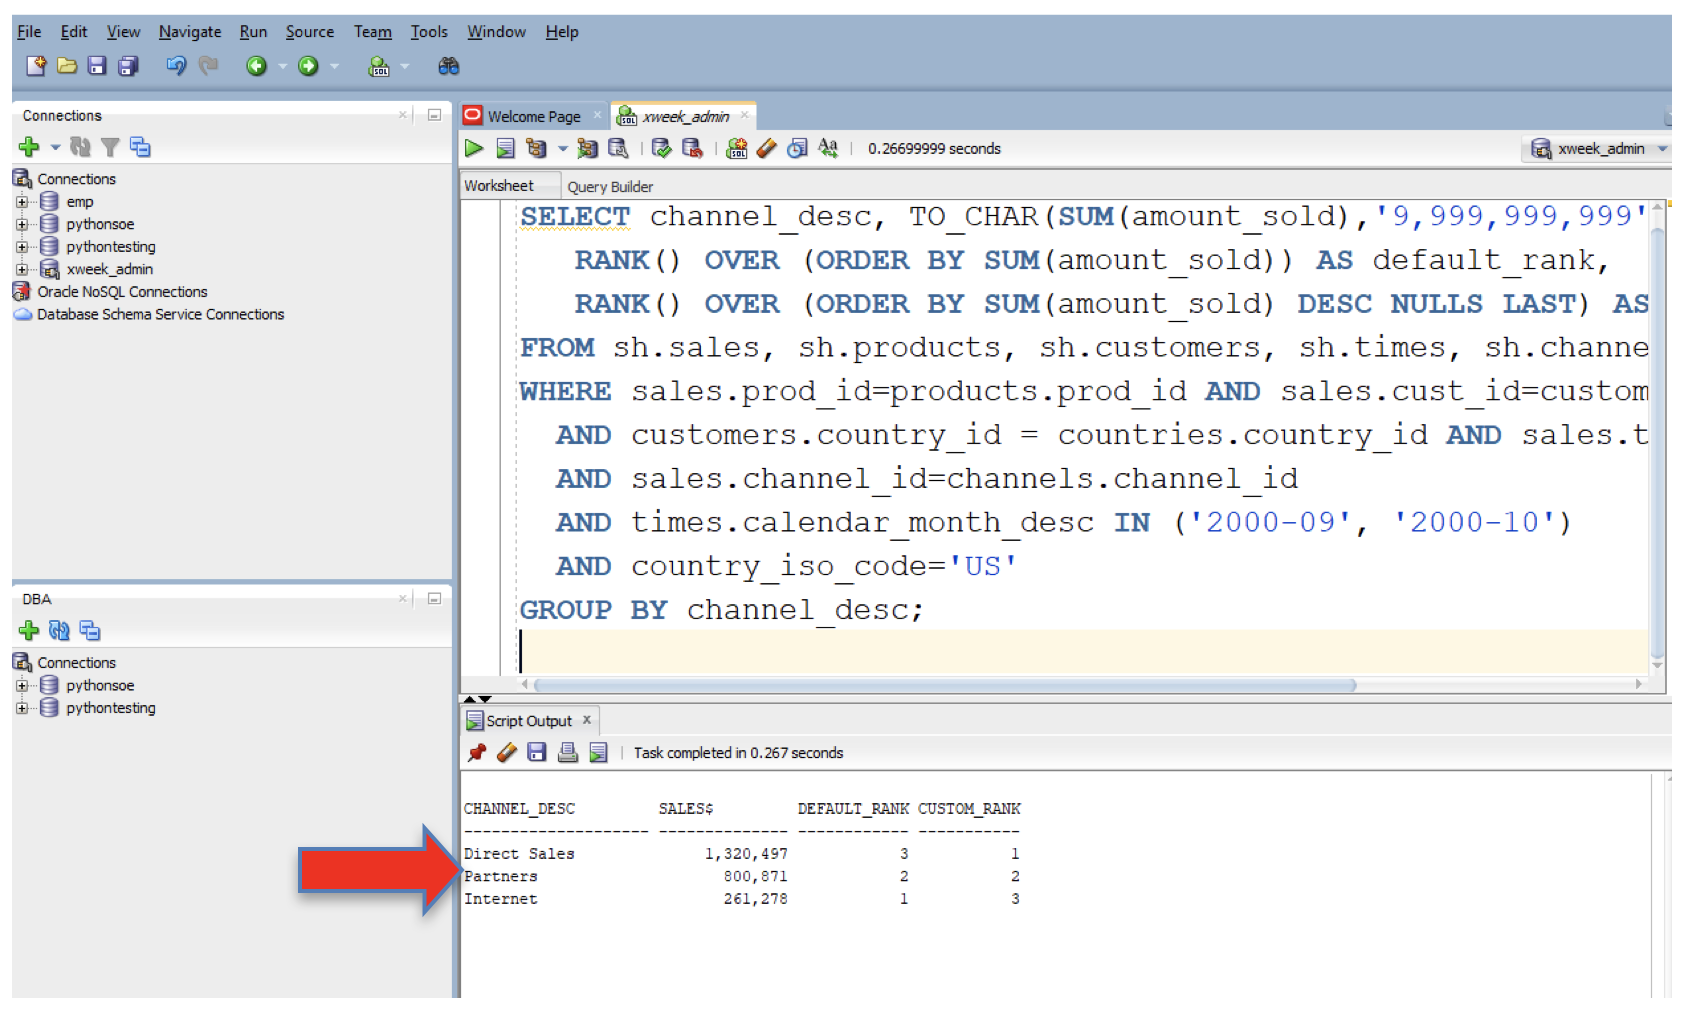 File Edit View Navigate Run Source Team Tools Window Help
Connections
Connections
emp
pythonsoe
pythontesting
xweek_admin
Oracle NoSQL Connections
Database Schema Service Connections
DBA
Connections
pythonsoe
pythontesting
Welcome Page xweek_admin
0.26699999 seconds xweek_admin
Worksheet Query Builder
SELECT channel_desc, TO_CHAR(SUM(amount_sold),'9,999,999,999'
RANK() OVER (ORDER BY SUM(amount_sold)) AS default_rank,
RANK() OVER (ORDER BY SUM(amount_sold) DESC NULLS LAST) AS
FROM sh.sales, sh.products, sh.customers, sh.times, sh.channe
WHERE sales.prod_id=products.prod_id AND sales.cust_id=custom
AND customers.country_id = countries.country_id AND sales.t
AND sales.channel_id=channels.channel_id
AND times.calendar_month_desc IN ('2000-09', '2000-10')
AND country_iso_code='US'
GROUP BY channel_desc;
Script Output
Task completed in 0.267 seconds
CHANNEL_DESC SALES$ DEFAULT_RANK CUSTOM_RANK
-------------------- -------------- ------------ -----------
Direct Sales 1,320,497 3 1
Partners 800,871 2 2
Internet 261,278 1 3